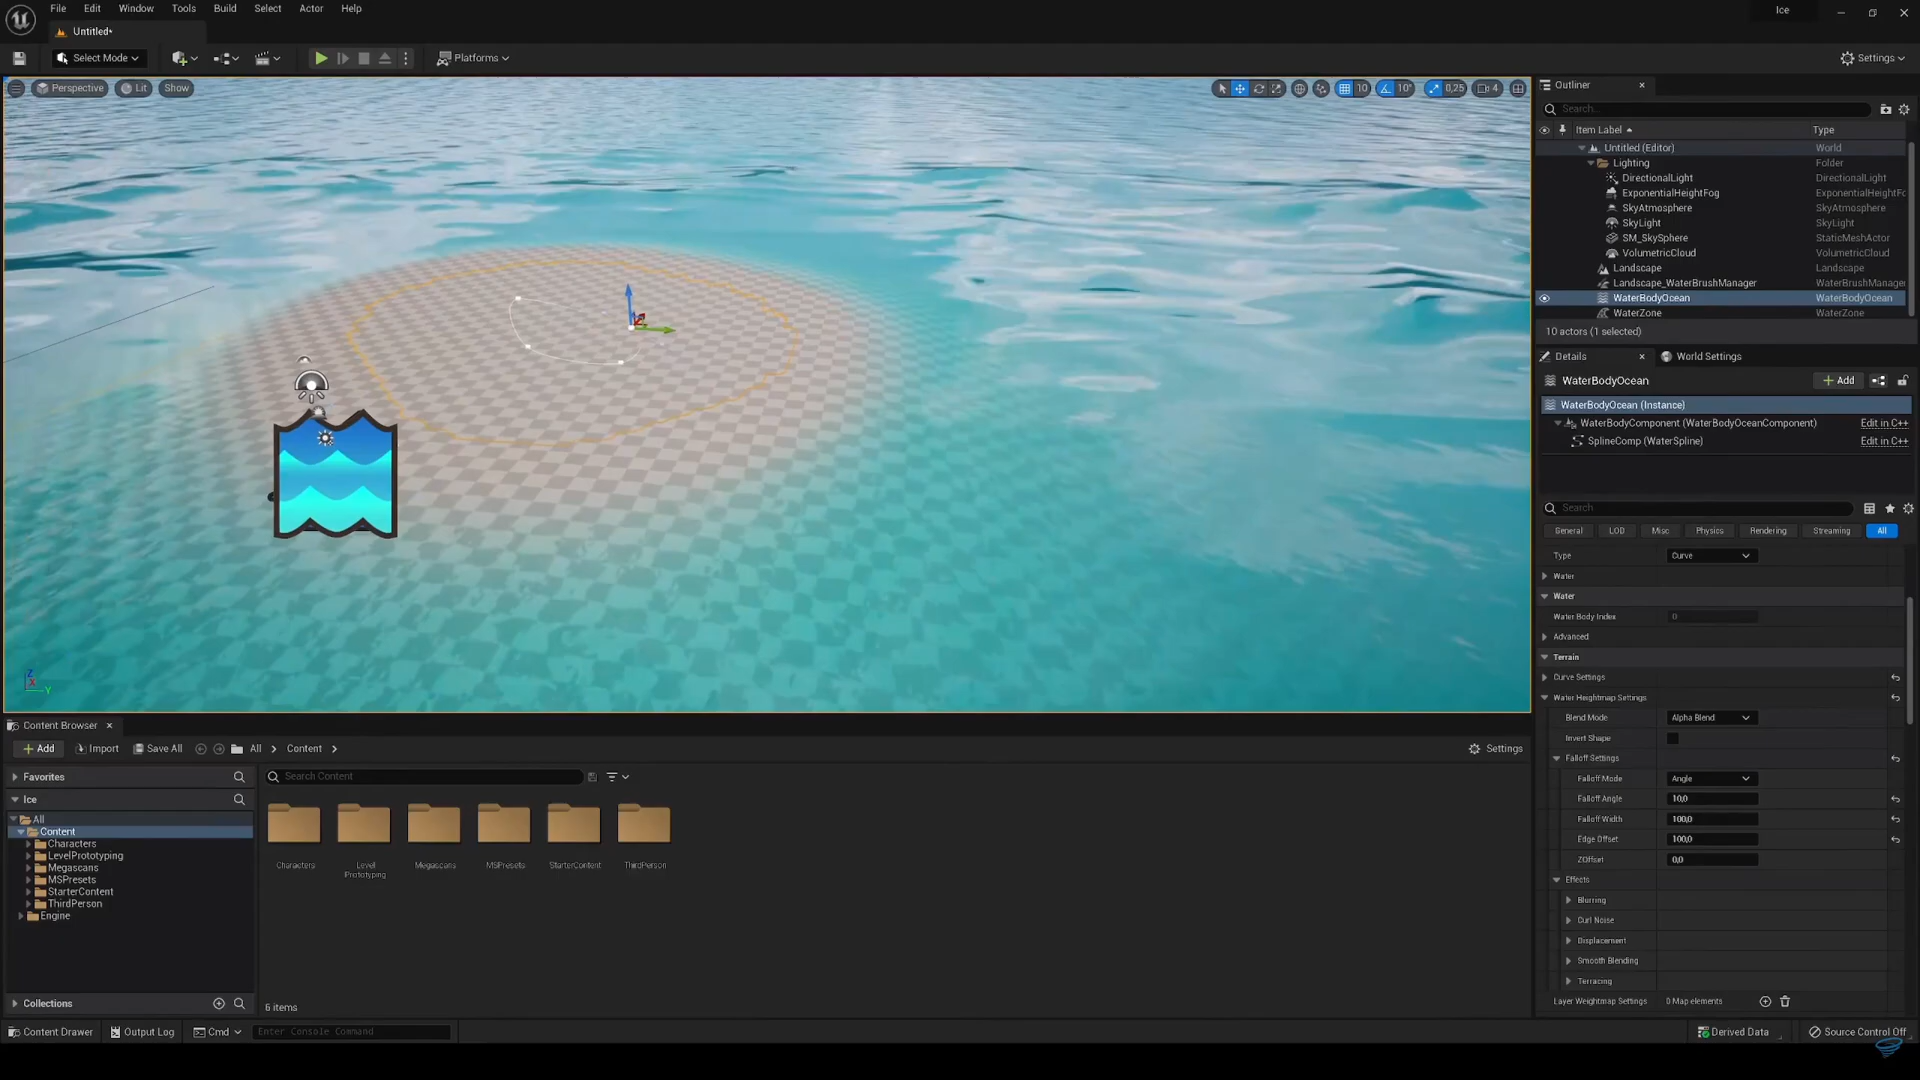 File Edit Window Tools Build Select Actor Help
Ice
Untitled*
Select Mode
Platforms
Settings
Perspective Lit Show
10 10° 0,25 4
Outliner
Search...
Item Label Type
Untitled (Editor) World
Lighting Folder
DirectionalLight DirectionalLight
ExponentialHeightFog ExponentialHeightFo
SkyAtmosphere SkyAtmosphere
SkyLight SkyLight
SM_SkySphere StaticMeshActor
VolumetricCloud VolumetricCloud
Landscape Landscape
Landscape_WaterBrushManager WaterBrushManager
WaterBodyOcean WaterBodyOcean
WaterZone WaterZone
10 actors (1 selected)
Details World Settings
WaterBodyOcean
Add
WaterBodyOcean (Instance)
WaterBodyComponent (WaterBodyOceanComponent) Edit in C++
SplineComp (WaterSpline) Edit in C++
Search
General LOD Misc Physics Rendering Streaming All
Type Curve
Water
Water
Water Body Index 0
Advanced
Terrain
Curve Settings
Water Heightmap Settings
Blend Mode Alpha Blend
Invert Shape
Falloff Settings
Falloff Mode Angle
Falloff Angle 10,0
Falloff Width 100,0
Edge Offset 100,0
ZOffset 0,0
Effects
Blurring
Curl Noise
Displacement
Smooth Blending
Terracing
Layer Weightmap Settings 0 Map elements
Z
X
Y
Content Browser
Add Import Save All All Content
Settings
Favorites
Search Content
Ice
All
Content
Characters
LevelPrototyping
Megascans
MSPresets
StarterContent
ThirdPerson
Engine
Characters
Level
Prototyping
Megascans
MSPresets
StarterContent
ThirdPerson
Collections
6 items
Content Drawer Output Log Cmd Enter Console Command
Derived Data Source Control Off